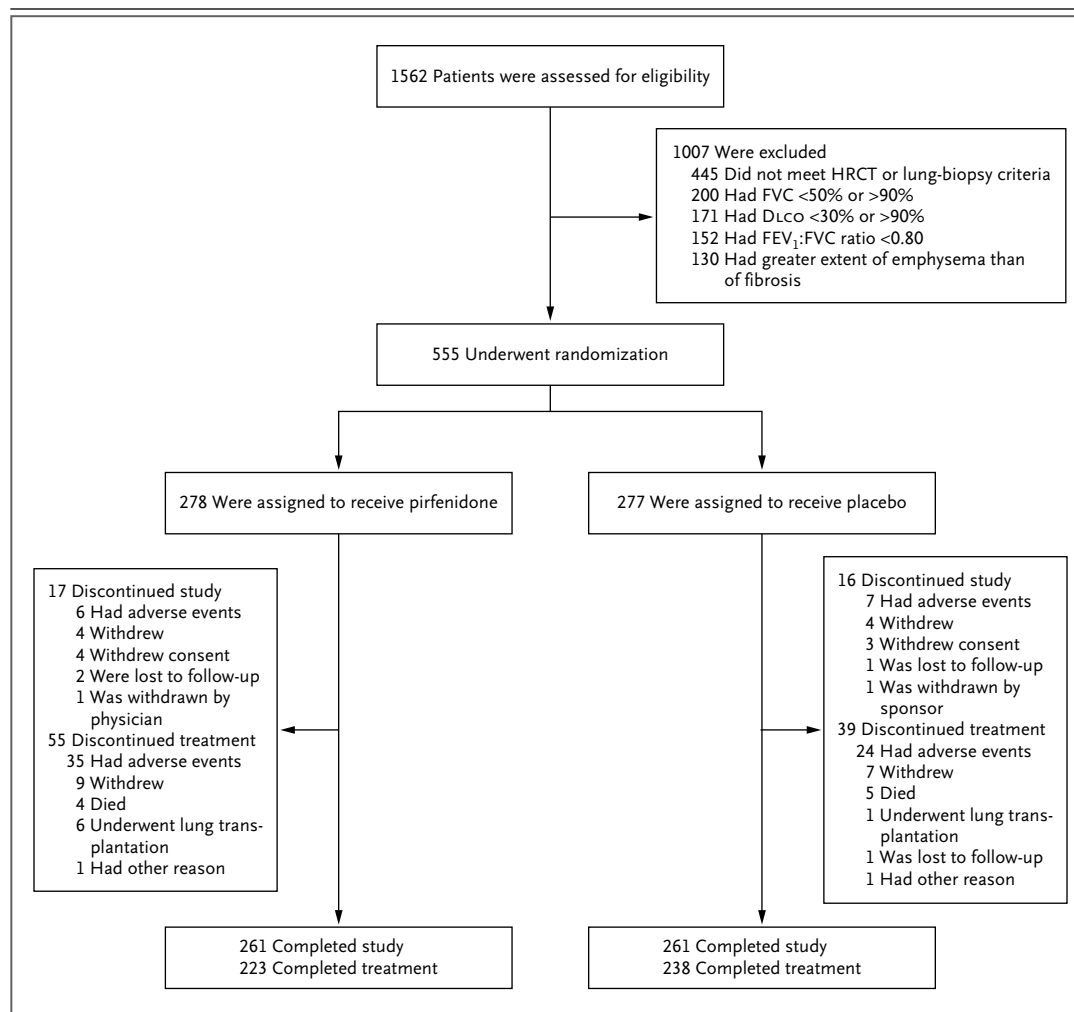 1562 Patients were assessed for eligibility
1007 Were excluded
445 Did not meet HRCT or lung-biopsy criteria
200 Had FVC <50% or >90%
171 Had DLCO <30% or >90%
152 Had FEV1:FVC ratio <0.80
130 Had greater extent of emphysema than
of fibrosis
555 Underwent randomization
278 Were assigned to receive pirfenidone
277 Were assigned to receive placebo
17 Discontinued study
6 Had adverse events
4 Withdrew
4 Withdrew consent
2 Were lost to follow-up
1 Was withdrawn by
physician
55 Discontinued treatment
35 Had adverse events
9 Withdrew
4 Died
6 Underwent lung trans-
plantation
1 Had other reason
16 Discontinued study
7 Had adverse events
4 Withdrew
3 Withdrew consent
1 Was lost to follow-up
1 Was withdrawn by
sponsor
39 Discontinued treatment
24 Had adverse events
7 Withdrew
5 Died
1 Underwent lung trans-
plantation
1 Was lost to follow-up
1 Had other reason
261 Completed study
223 Completed treatment
261 Completed study
238 Completed treatment